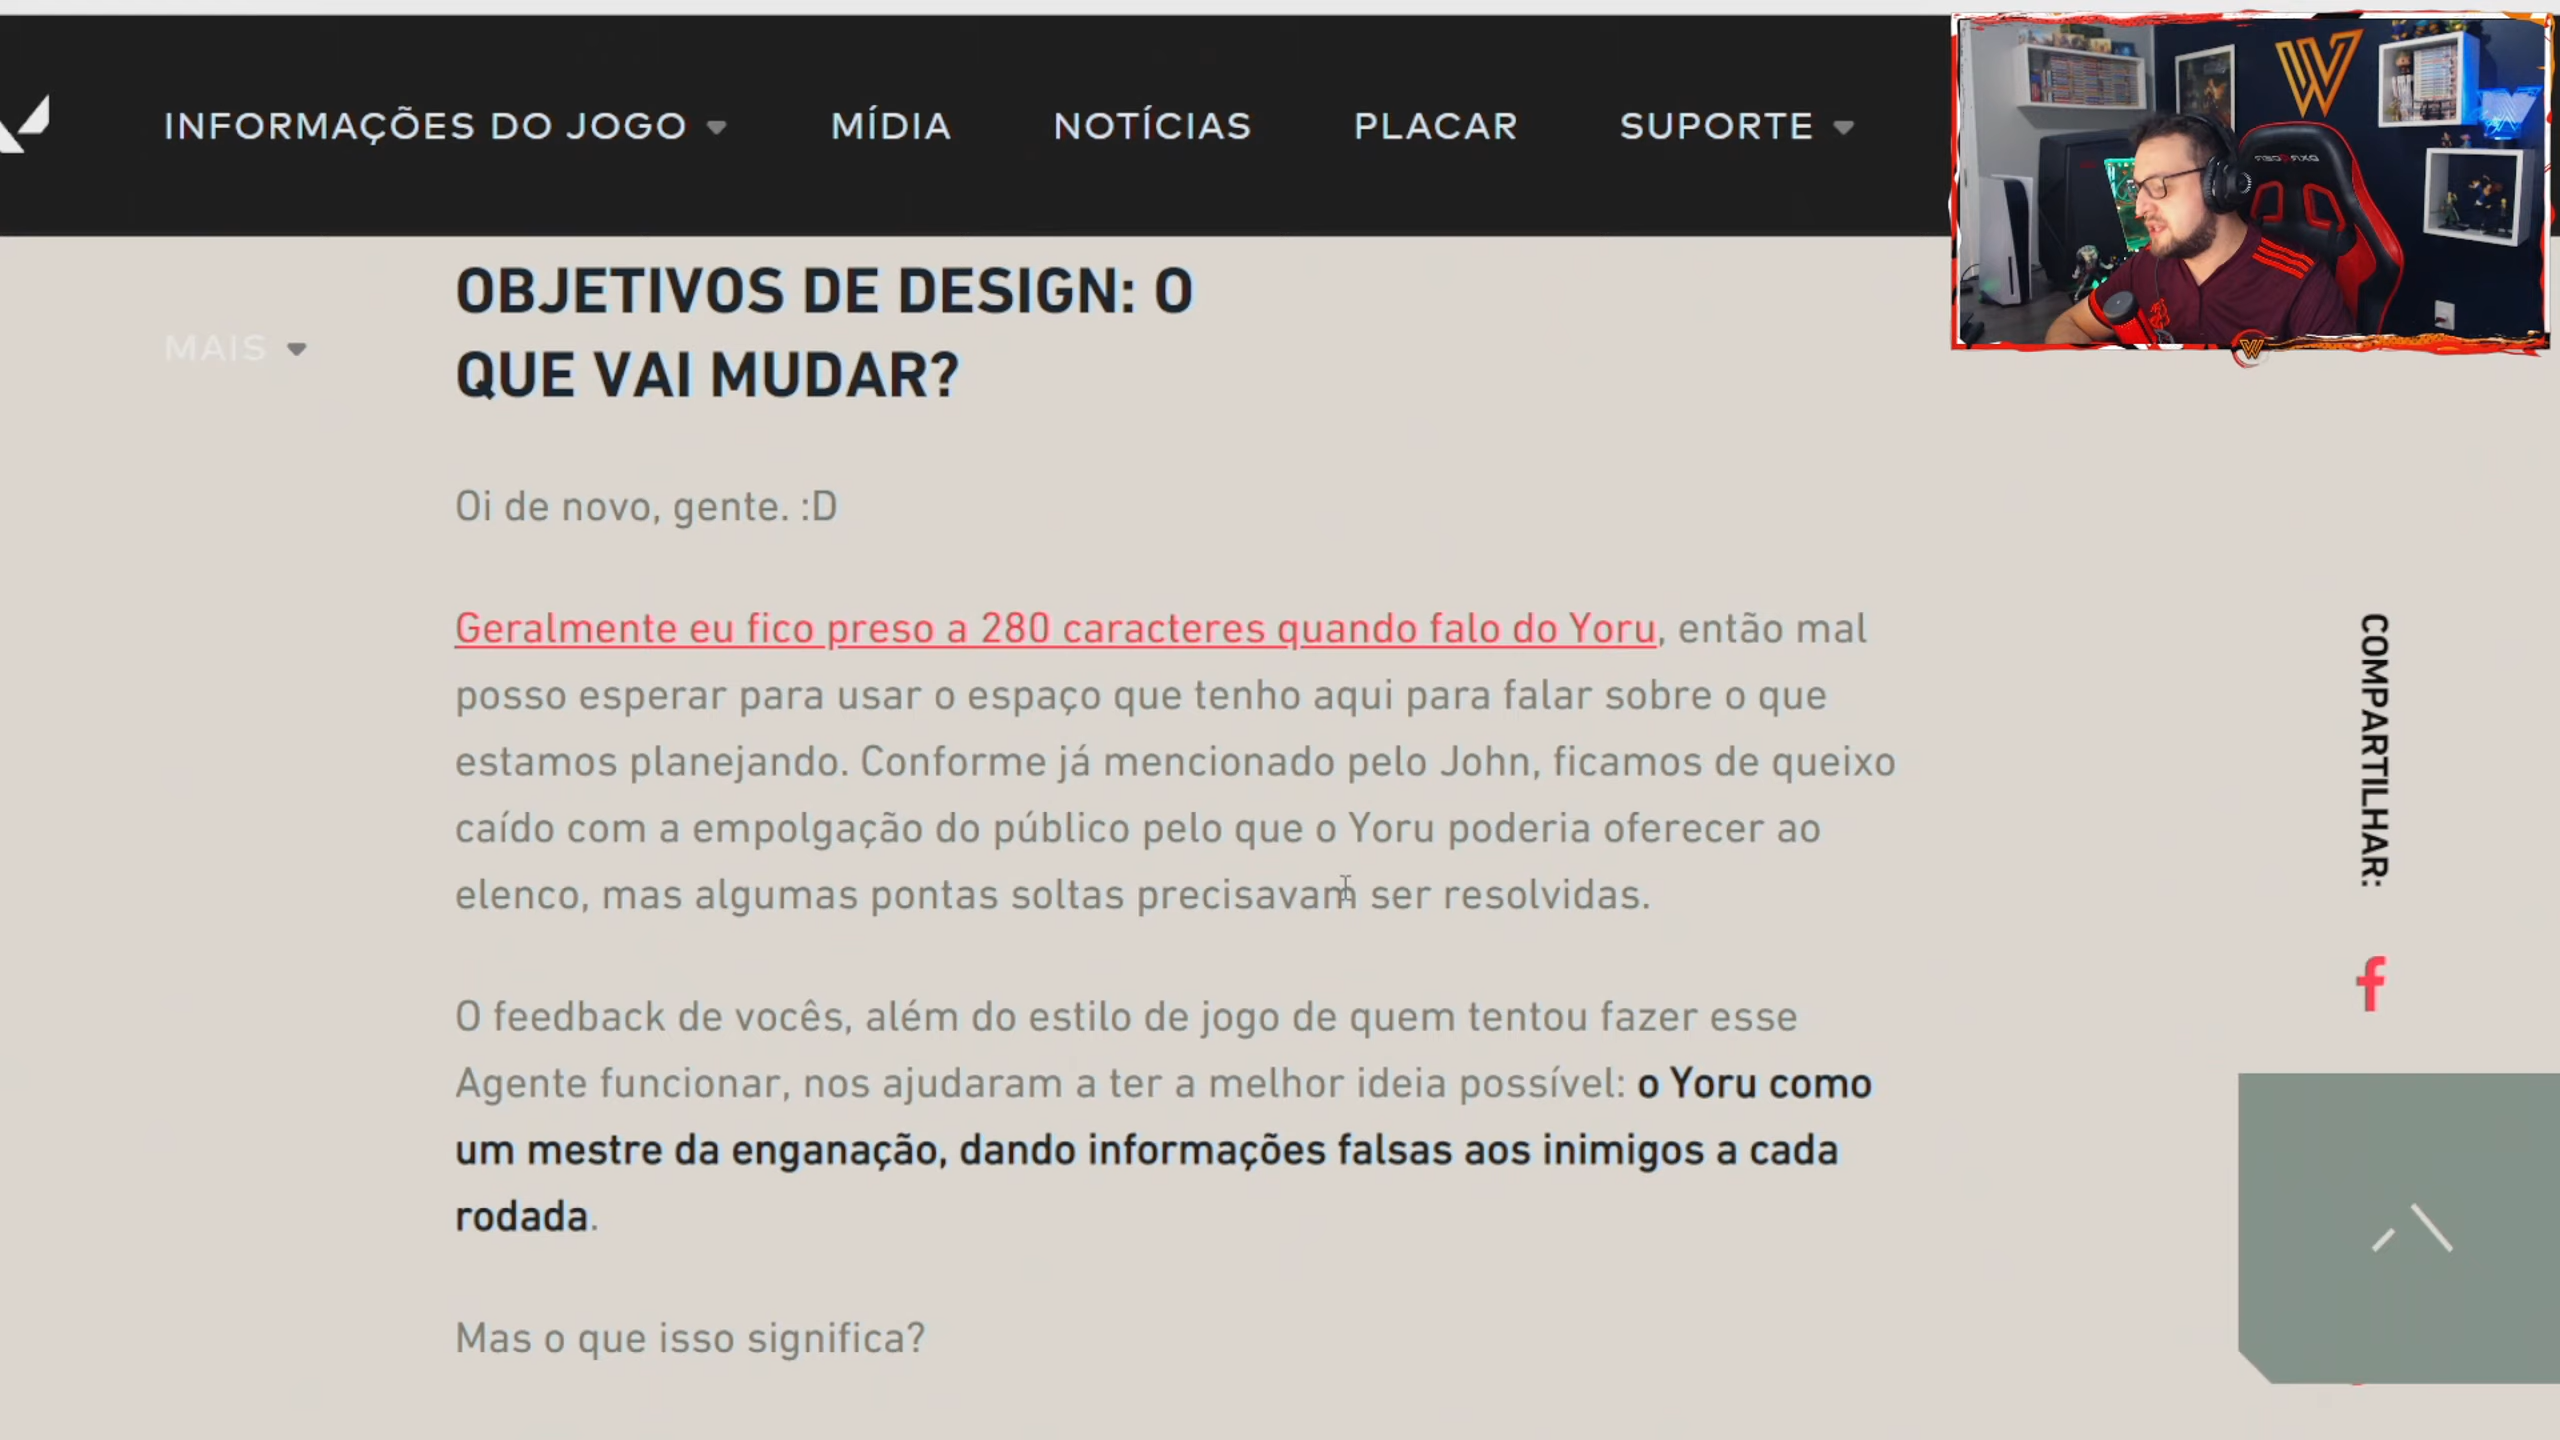 INFORMAÇÕES DO JOGO
MÍDIA
NOTÍCIAS
PLACAR
SUPORTE
MAIS
OBJETIVOS DE DESIGN: O
QUE VAI MUDAR?
Oi de novo, gente. :D
Geralmente eu fico preso a 280 caracteres quando falo do Yoru, então mal
posso esperar para usar o espaço que tenho aqui para falar sobre o que
estamos planejando. Conforme já mencionado pelo John, ficamos de queixo
caído com a empolgação do público pelo que o Yoru poderia oferecer ao
elenco, mas algumas pontas soltas precisavam ser resolvidas.
O feedback de vocês, além do estilo de jogo de quem tentou fazer esse
Agente funcionar, nos ajudaram a ter a melhor ideia possível: o Yoru como
um mestre da enganação, dando informações falsas aos inimigos a cada
rodada.
Mas o que isso significa?
COMPARTILHAR: